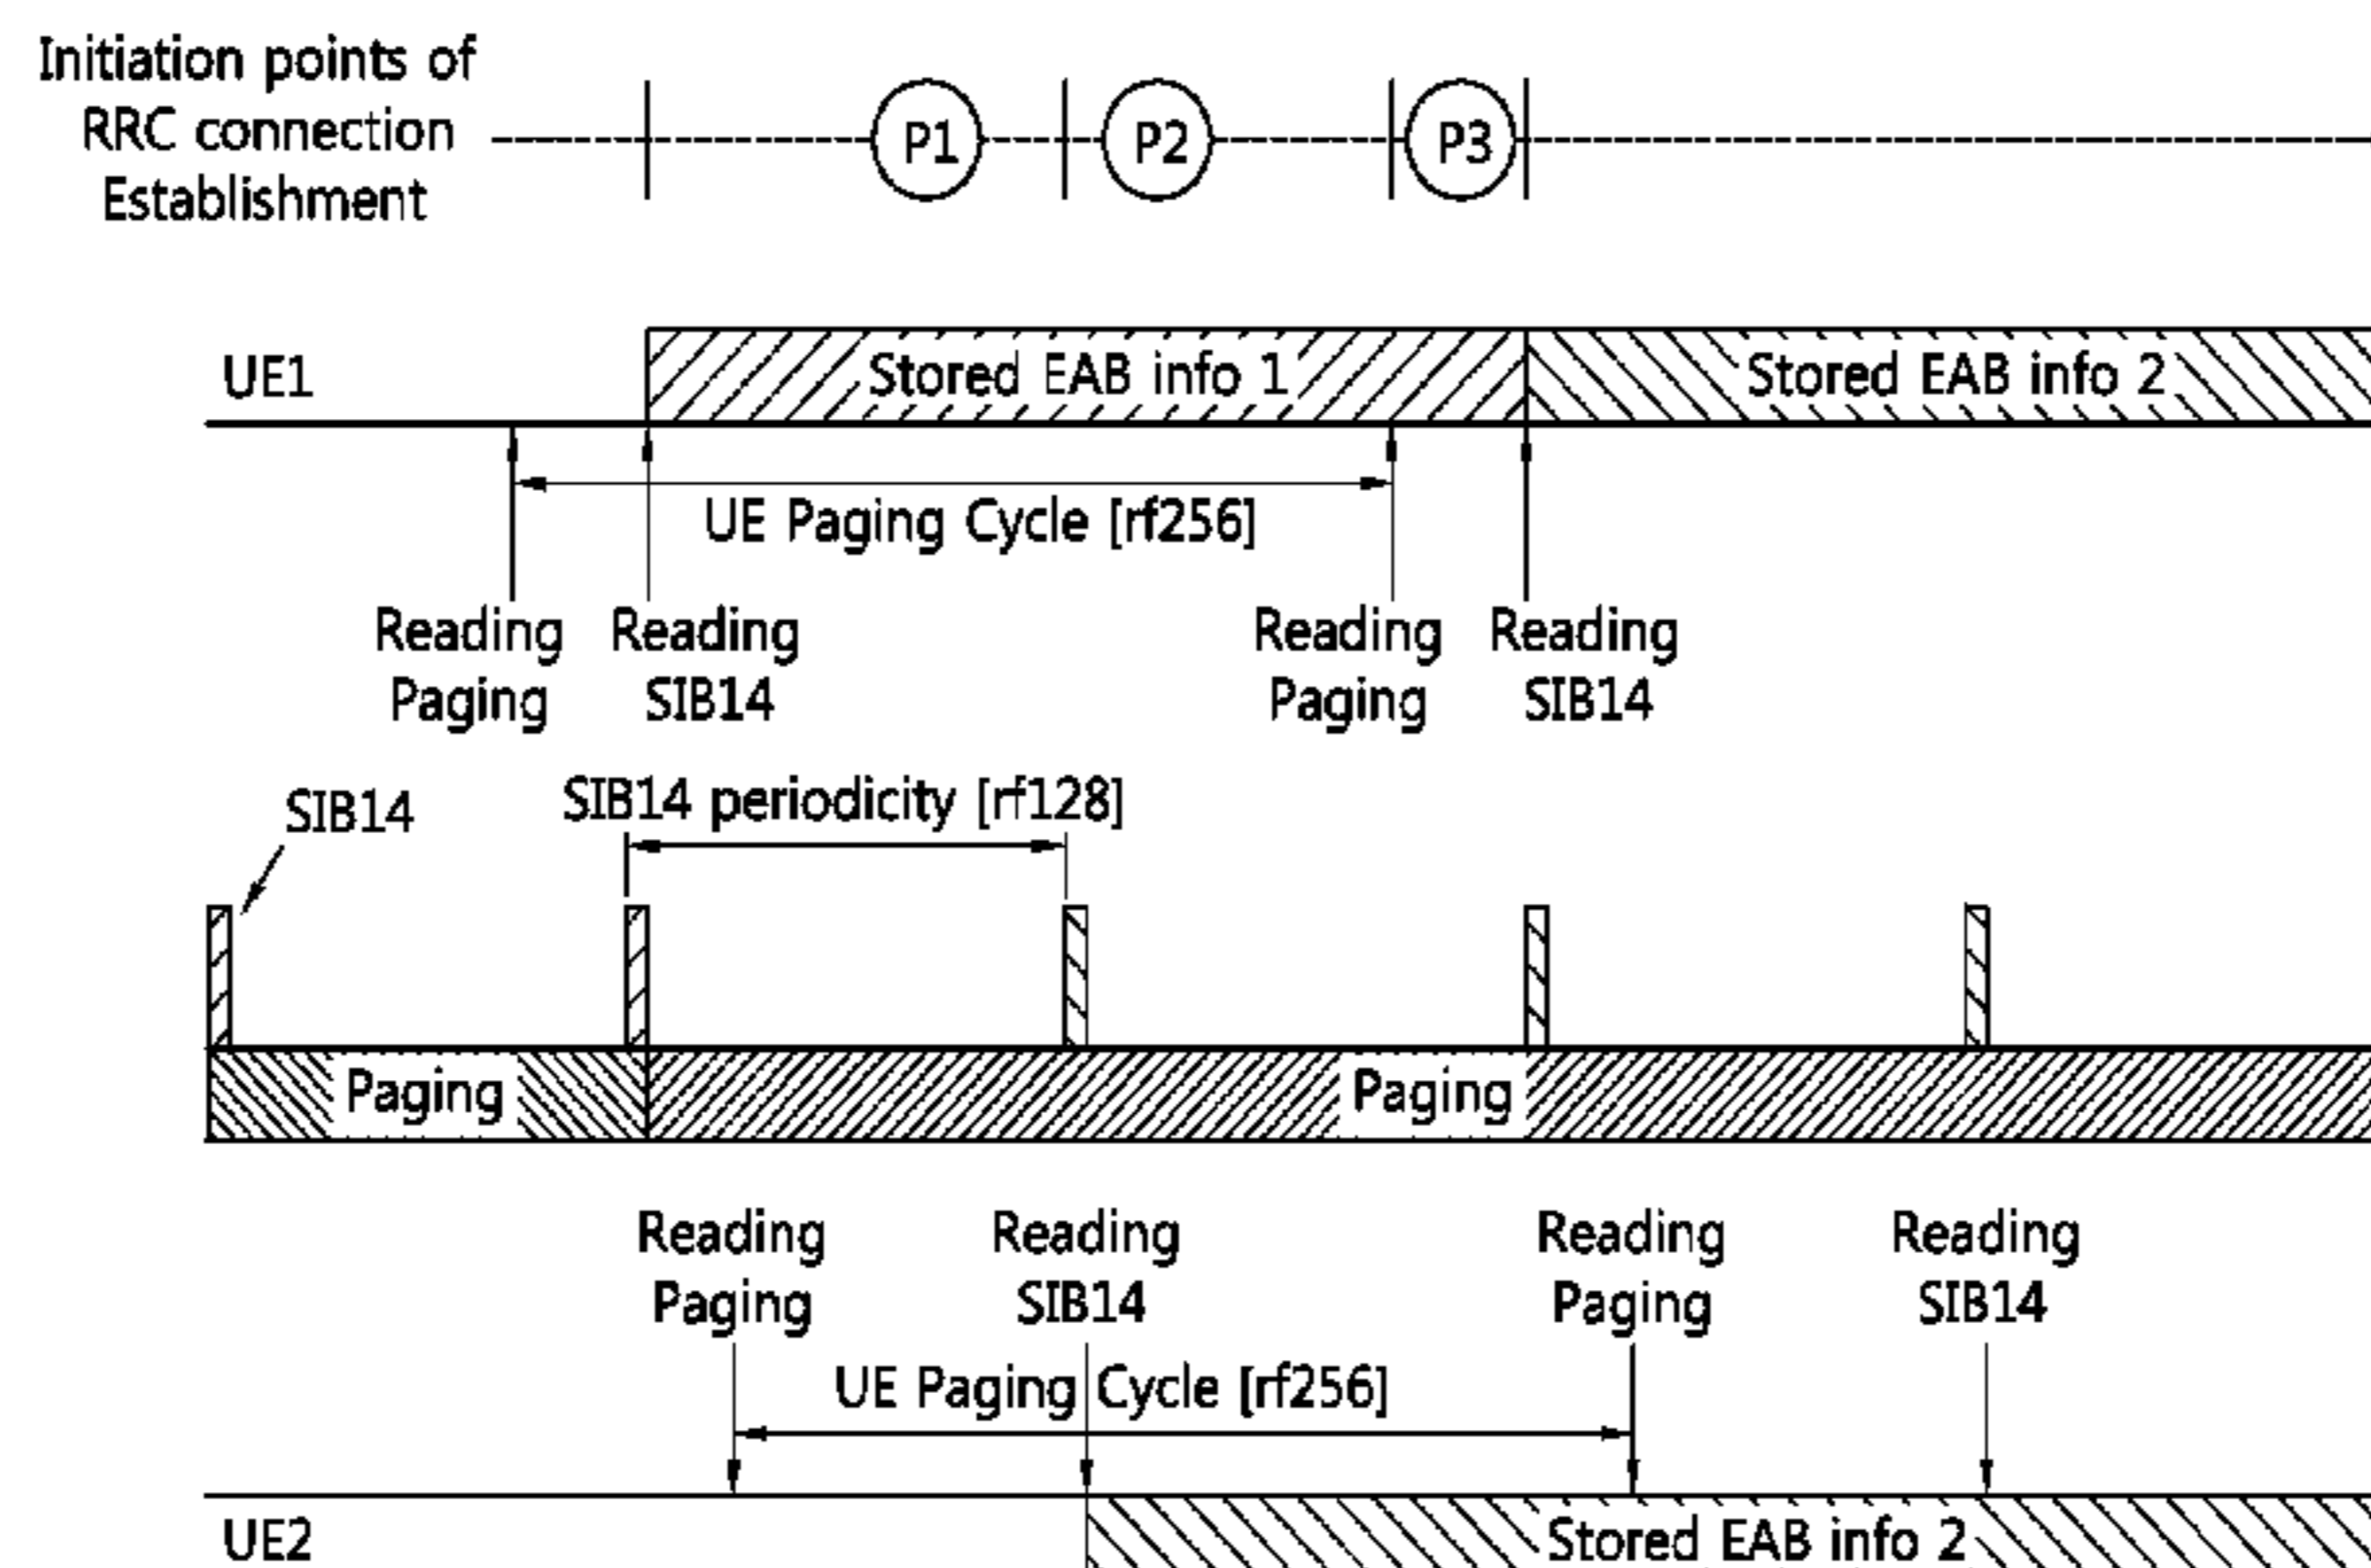 Initiation points of
RRC connection
Establishment
P1
P2
P3
UE1
Stored EAB info 1
Stored EAB info 2
UE Paging Cycle [rf256]
Reading
Paging
Reading
SIB14
Reading
Paging
Reading
SIB14
SIB14
SIB14 periodicity [rf128]
Paging
Paging
Reading
Paging
Reading
SIB14
Reading
Paging
Reading
SIB14
UE Paging Cycle [rf256]
UE2
Stored EAB info 2